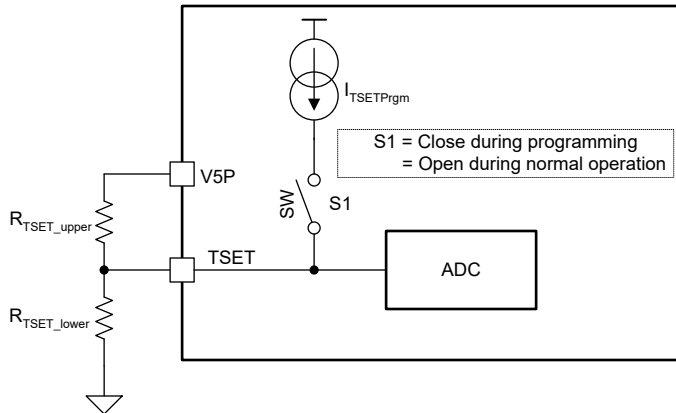 I_TSETPrgm
S1 = Close during programming
= Open during normal operation
V5P
SW
S1
R_TSET_upper
TSET
ADC
R_TSET_lower